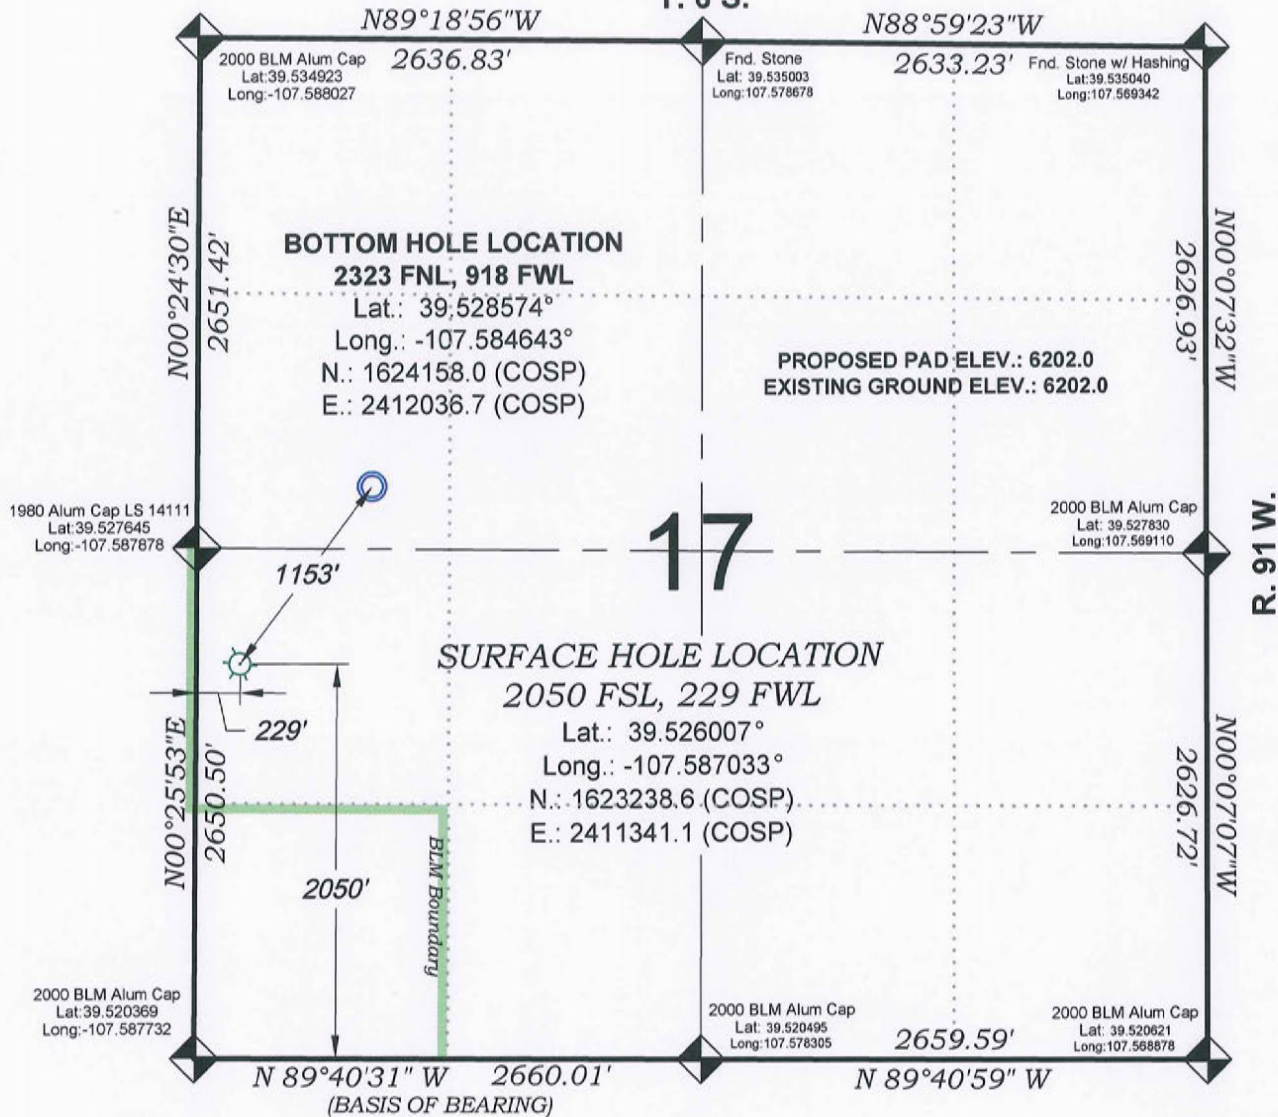 T. 6 S.
N89°18'56"W
N88°59'23"W
2636.83'
2633.23'
2000 BLM Alum Cap
Lat:39.534923
Long:-107.588027
Fnd. Stone
Lat: 39.535003
Long:107.578678
Fnd. Stone w/ Hashing
Lat:39.535040
Long:107.569342
N00°24'30"E
2651.42'
BOTTOM HOLE LOCATION
2323 FNL, 918 FWL
Lat.: 39.528574°
Long.: -107.584643°
N.: 1624158.0 (COSP)
E.: 2412036.7 (COSP)
PROPOSED PAD ELEV.: 6202.0
EXISTING GROUND ELEV.: 6202.0
2626.93'
N00°07'32"W
1980 Alum Cap LS 14111
Lat:39.527645
Long:-107.587878
1153'
17
2000 BLM Alum Cap
Lat: 39.527830
Long:107.569110
R. 91 W.
SURFACE HOLE LOCATION
2050 FSL, 229 FWL
Lat.: 39.526007°
Long.: -107.587033°
N.: 1623238.6 (COSP)
E.: 2411341.1 (COSP)
229'
N00°25'53"E
2650.50'
2050'
BLM Boundary
2626.72'
N00°07'07"W
2000 BLM Alum Cap
Lat:39.520369
Long:-107.587732
2000 BLM Alum Cap
Lat: 39.520495
Long:107.578305
2659.59'
2000 BLM Alum Cap
Lat: 39.520621
Long:107.568878
N 89°40'31" W
2660.01'
N 89°40'59" W
(BASIS OF BEARING)